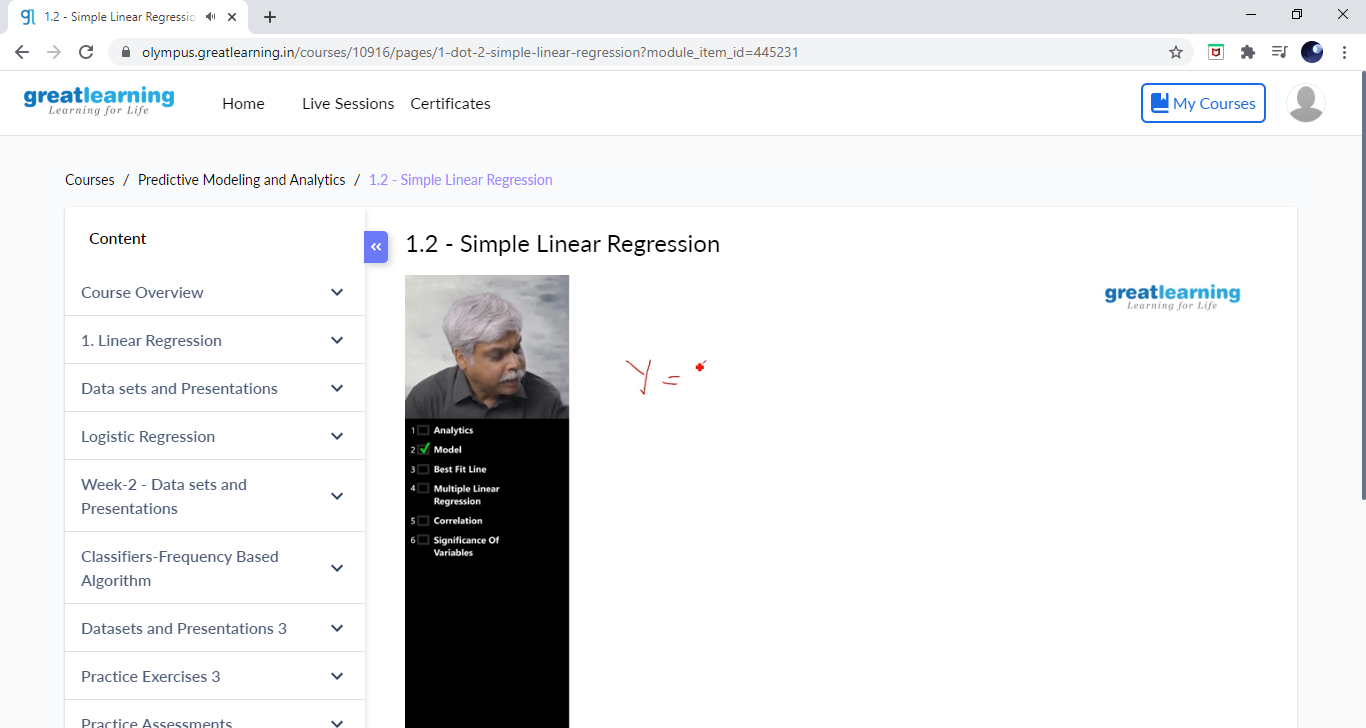 1.2 - Simple Linear Regressio
olympus.greatlearning.in/courses/10916/pages/1-dot-2-simple-linear-regression?module_item_id=445231
greatlearning
Learning for Life
Home Live Sessions Certificates
My Courses
Courses / Predictive Modeling and Analytics / 1.2 - Simple Linear Regression
Content
Course Overview
1. Linear Regression
Data sets and Presentations
Logistic Regression
Week-2 - Data sets and
Presentations
Classifiers-Frequency Based
Algorithm
Datasets and Presentations 3
Practice Exercises 3
Practice Assessments
1.2 - Simple Linear Regression
1 Analytics
2 Model
3 Best Fit Line
4 Multiple Linear
Regression
5 Correlation
6 Significance Of
Variables
Y =
greatlearning
Learning for Life